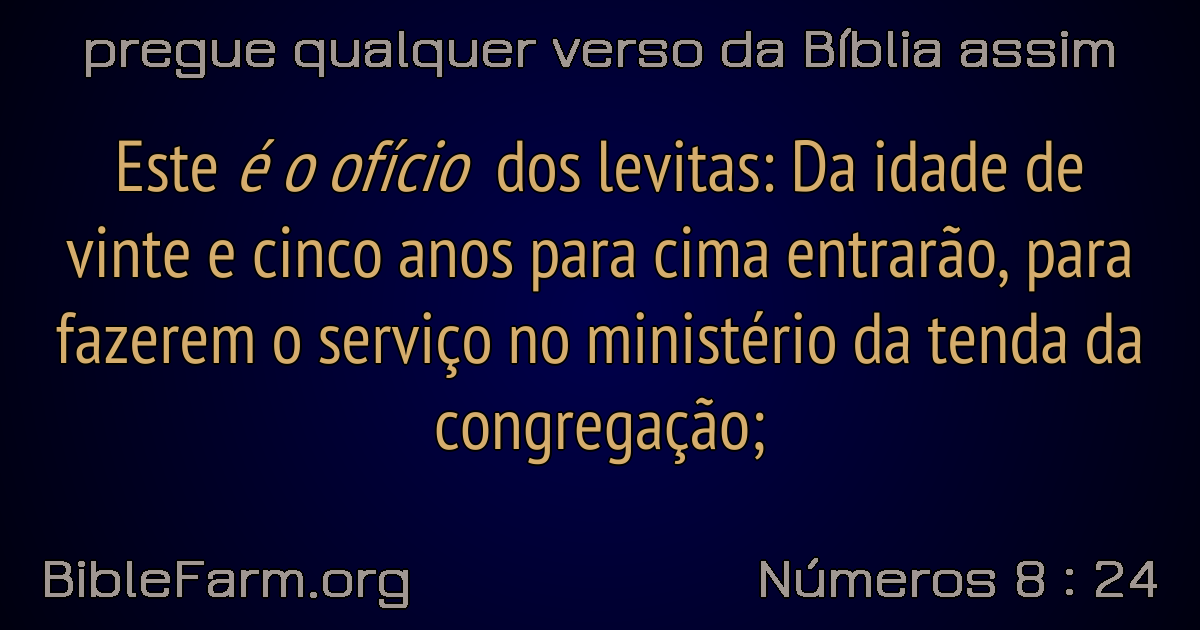 pregue qualquer verso da Bíblia assim
Este é o ofício dos levitas: Da idade de
vinte e cinco anos para cima entrarão, para
fazerem o serviço no ministério da tenda da
congregação;
BibleFarm.org
Números 8 : 24